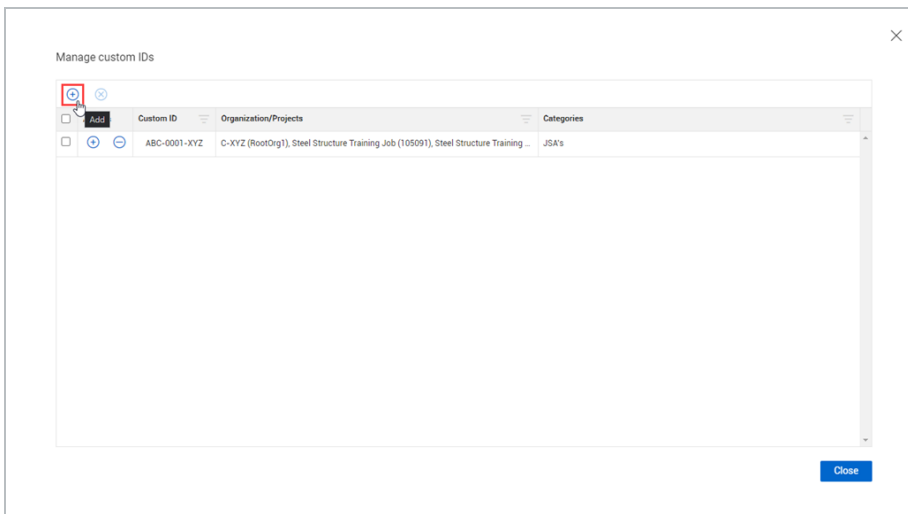 Manage custom IDs
Add
Custom ID Organization/Projects Categories
ABC-0001-XYZ C-XYZ (RootOrg1), Steel Structure Training Job (105091), Steel Structure Training ... JSA's
Close